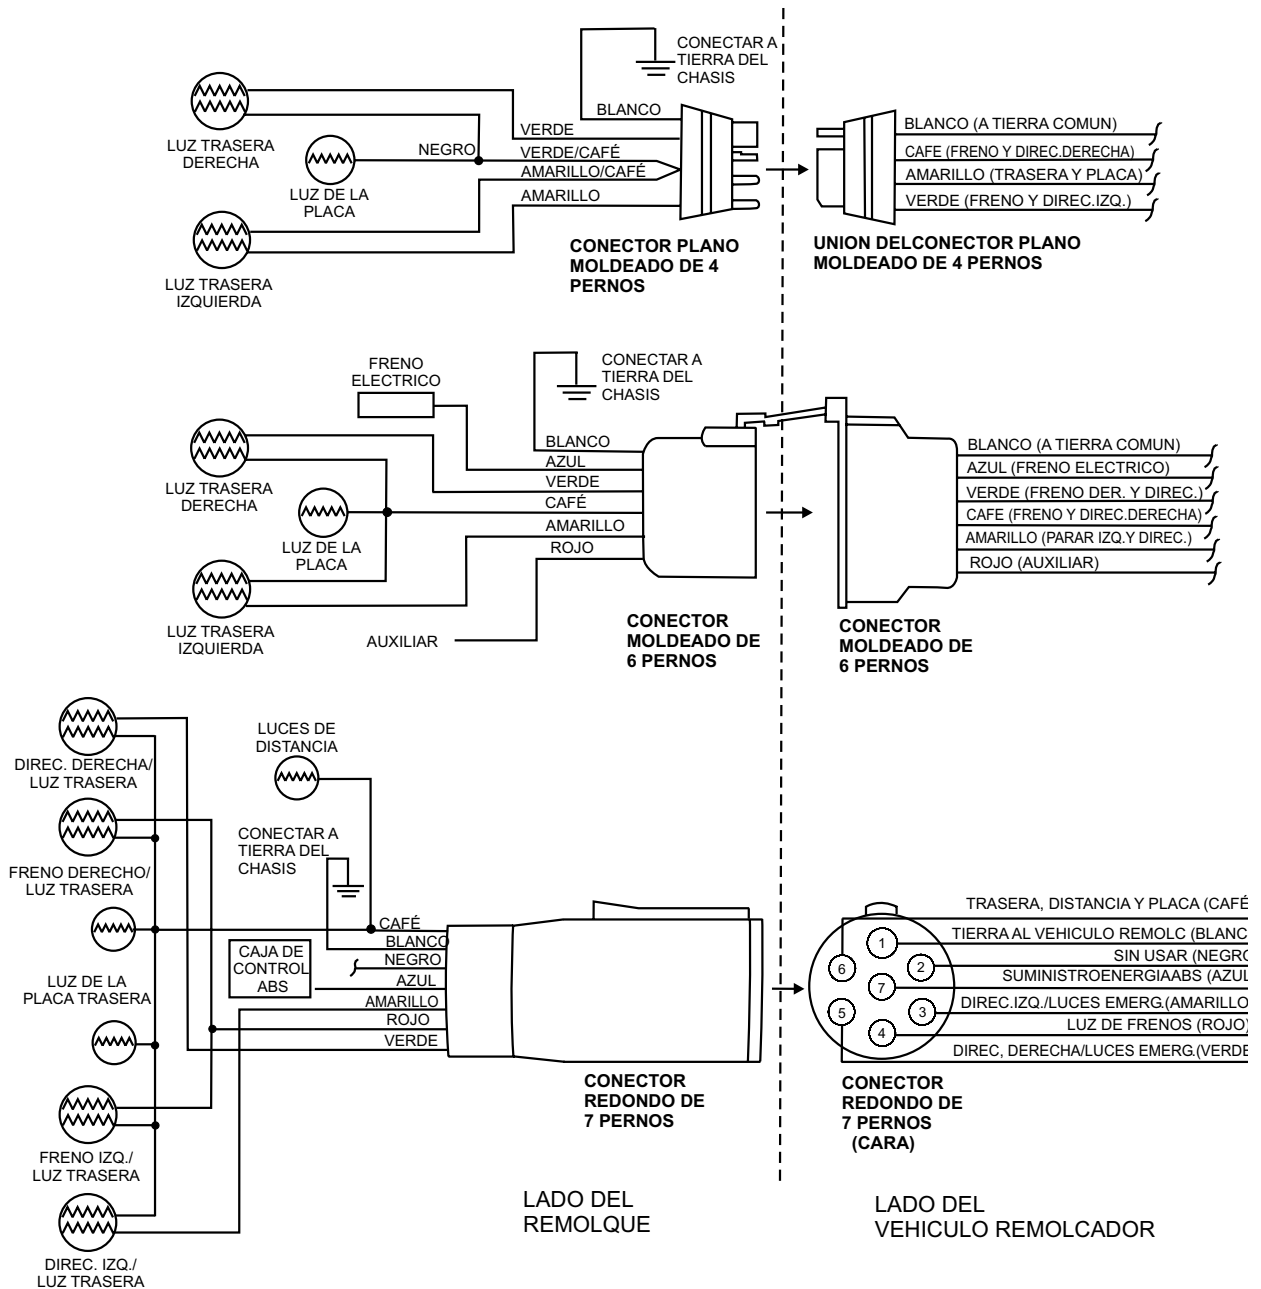 CONECTAR A
TIERRA DEL
CHASIS
BLANCO
VERDE
NEGRO
VERDE/CAFÉ
AMARILLO/CAFÉ
AMARILLO
LUZ TRASERA
DERECHA
LUZ DE LA
PLACA
LUZ TRASERA
IZQUIERDA
CONECTOR PLANO
MOLDEADO DE 4
PERNOS
BLANCO (A TIERRA COMUN)
CAFE (FRENO Y DIREC.DERECHA)
AMARILLO (TRASERA Y PLACA)
VERDE (FRENO Y DIREC.IZQ.)
UNION DELCONECTOR PLANO
MOLDEADO DE 4 PERNOS
FRENO
ELECTRICO
CONECTAR A
TIERRA DEL
CHASIS
BLANCO
AZUL
VERDE
CAFÉ
AMARILLO
ROJO
LUZ TRASERA
DERECHA
LUZ DE LA
PLACA
LUZ TRASERA
IZQUIERDA
AUXILIAR
CONECTOR
MOLDEADO DE
6 PERNOS
BLANCO (A TIERRA COMUN)
AZUL (FRENO ELECTRICO)
VERDE (FRENO DER. Y DIREC.)
CAFE (FRENO Y DIREC.DERECHA)
AMARILLO (PARAR IZQ.Y DIREC.)
ROJO (AUXILIAR)
CONECTOR
MOLDEADO DE
6 PERNOS
DIREC. DERECHA/
LUZ TRASERA
FRENO DERECHO/
LUZ TRASERA
LUZ DE LA
PLACA TRASERA
FRENO IZQ./
LUZ TRASERA
DIREC. IZQ./
LUZ TRASERA
LUCES DE
DISTANCIA
CONECTAR A
TIERRA DEL
CHASIS
CAJA DE
CONTROL
ABS
CAFÉ
BLANCO
NEGRO
AZUL
AMARILLO
ROJO
VERDE
CONECTOR
REDONDO DE
7 PERNOS
TRASERA, DISTANCIA Y PLACA (CAFÉ
TIERRA AL VEHICULO REMOLC (BLANC
SIN USAR (NEGRO
SUMINISTROENERGIAABS (AZUL
DIREC.IZQ./LUCES EMERG.(AMARILLO
LUZ DE FRENOS (ROJO)
DIREC, DERECHA/LUCES EMERG.(VERDE
1
6
2
7
5
3
4
CONECTOR
REDONDO DE
7 PERNOS
(CARA)
LADO DEL
REMOLQUE
LADO DEL
VEHICULO REMOLCADOR